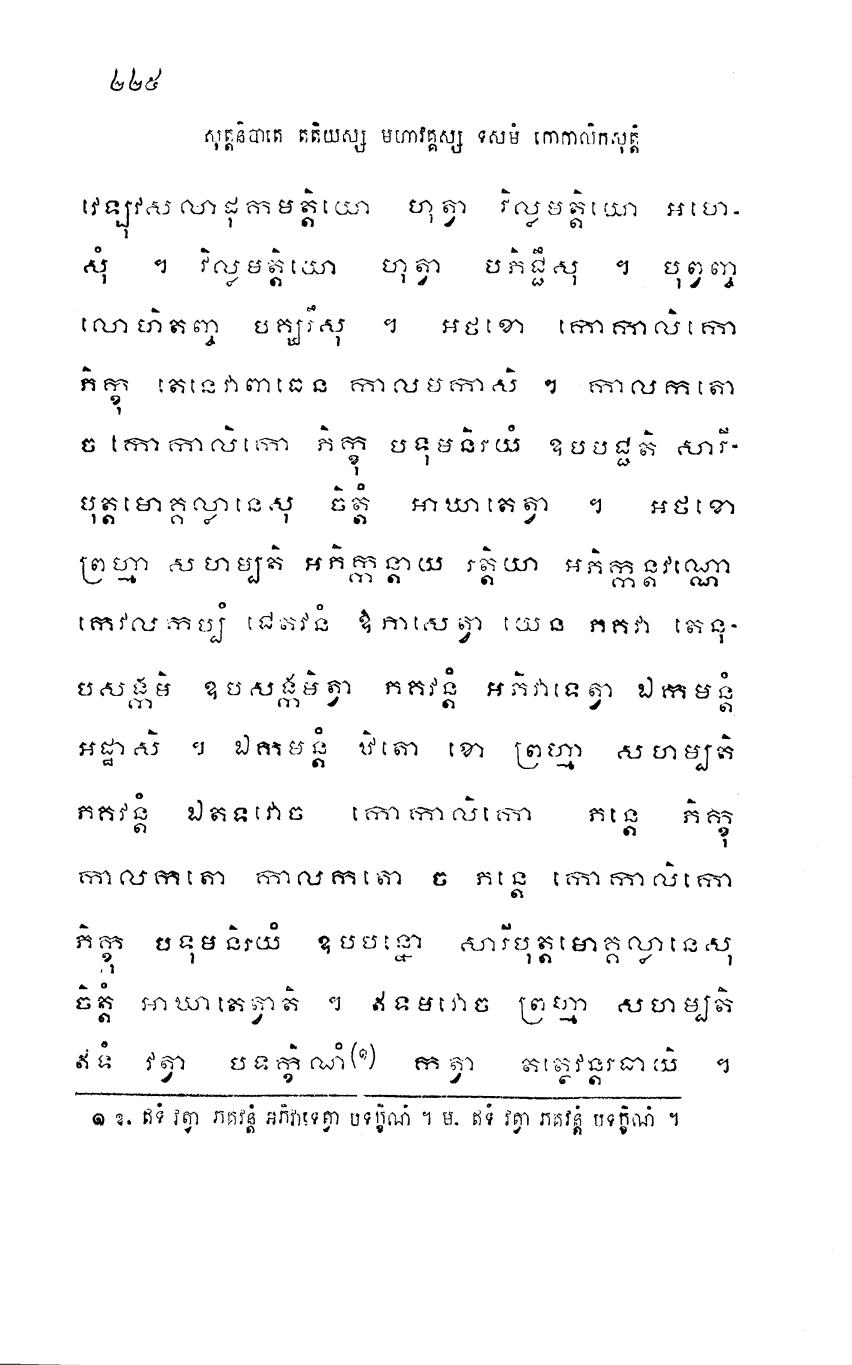 ២២៥
សុត្តនិបាតេ តតិយស្ស មហាវគ្គស្ស ទសមំ កោកាលិកសុត្តំ
វេឡុវសលាដុកមត្តិយោ ហុត្វា វិល្លមត្តិយោ អហេ-
សុំ ។ វិល្លមត្តិយោ ហុត្វា បភិជ្ជឹសុ ។ បុព្វញ្ច
លោហិតញ្ច បក្ឃរឹសុ ។ អថខោ កោកាលិកោ
ភិក្ខុ តេនេវាពាធេន កាលមកាសិ ។ កាលកតោ
ច កោកាលិកោ ភិក្ខុ បទុមនិរយំ ឧបបជ្ជតិ សារី-
បុត្តមោគ្គល្លានេសុ ចិត្តំ អាឃាតេត្វា ។ អថខោ
ព្រហ្មា សហម្បតិ អភិក្កន្តាយ រត្តិយា អភិក្កន្តវណ្ណោ
កេវលកប្បំ ជេតវនំ ឱភាសេត្វា យេន ភគវា តេនុ-
បសង្កមិ ឧបសង្កមិត្វា ភគវន្តំ អភិវាទេត្វា ឯកមន្តំ
អដ្ឋាសិ ។ ឯកមន្តំ ឋិតោ ខោ ព្រហ្មា សហម្បតិ
ភគវន្តំ ឯតទវោច កោកាលិកោ ភន្តេ ភិក្ខុ
កាលកតោ កាលកតោ ច ភន្តេ កោកាលិកោ
ភិក្ខុ បទុមនិរយំ ឧបបន្នោ សារីបុត្តមោគ្គល្លានេសុ
ចិត្តំ អាឃាតេត្វាតិ ។ ឥទមវោច ព្រហ្មា សហម្បតិ
ឥទំ វត្វា បទក្ខិណំ(១) កត្វា តត្ថេវន្តរធាយិ ។
១ ឧ. ឥទំ វត្វា ភគវន្តំ អភិវាទេត្វា បទក្ខិណំ ។ ម. ឥទំ វត្វា ភគវន្តំ បទក្ខិណំ ។